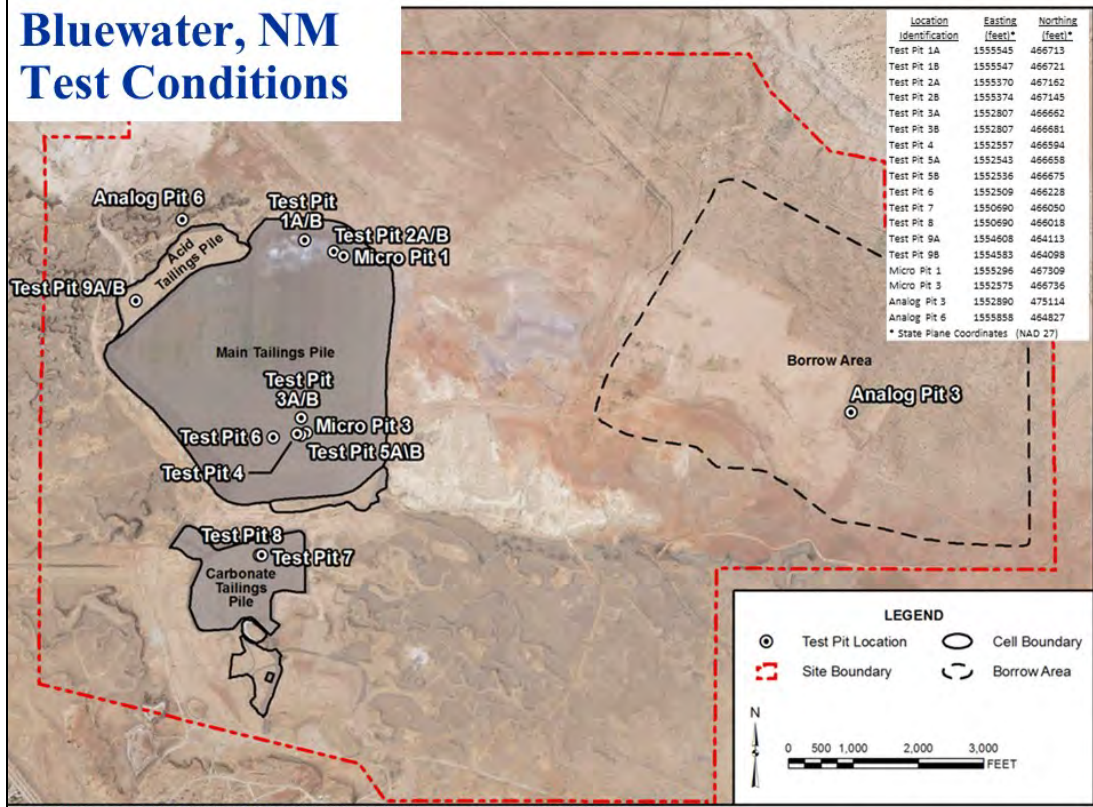 Bluewater, NM
Test Conditions
Location Identification Easting (feet)* Northing (feet)*
Test Pit 1A 1555545 466713
Test Pit 1B 1555547 466721
Test Pit 2A 1555370 467162
Test Pit 2B 1555374 467145
Test Pit 3A 1552807 466662
Test Pit 3B 1552807 466681
Test Pit 4 1552557 466594
Test Pit 5A 1552543 466658
Test Pit 5B 1552536 466675
Test Pit 6 1552509 466228
Test Pit 7 1550690 466050
Test Pit 8 1550690 466018
Test Pit 9A 1554608 464113
Test Pit 9B 1554583 464098
Micro Pit 1 1555296 467309
Micro Pit 3 1552575 466736
Analog Pit 3 1552890 475114
Analog Pit 6 1555858 464827
* State Plane Coordinates (NAD 27)
Analog Pit 6
Test Pit
1A/B
Test Pit 2A/B
Micro Pit 1
Acid
Tailings Pile
Test Pit 9A/B
Main Tailings Pile
Test Pit
3A/B
Micro Pit 3
Test Pit 6
Test Pit 5A\B
Test Pit 4
Borrow Area
Analog Pit 3
Test Pit 8
Test Pit 7
Carbonate
Tailings
Pile
LEGEND
Test Pit Location
Cell Boundary
Site Boundary
Borrow Area
N
0 500 1,000 2,000 3,000
FEET